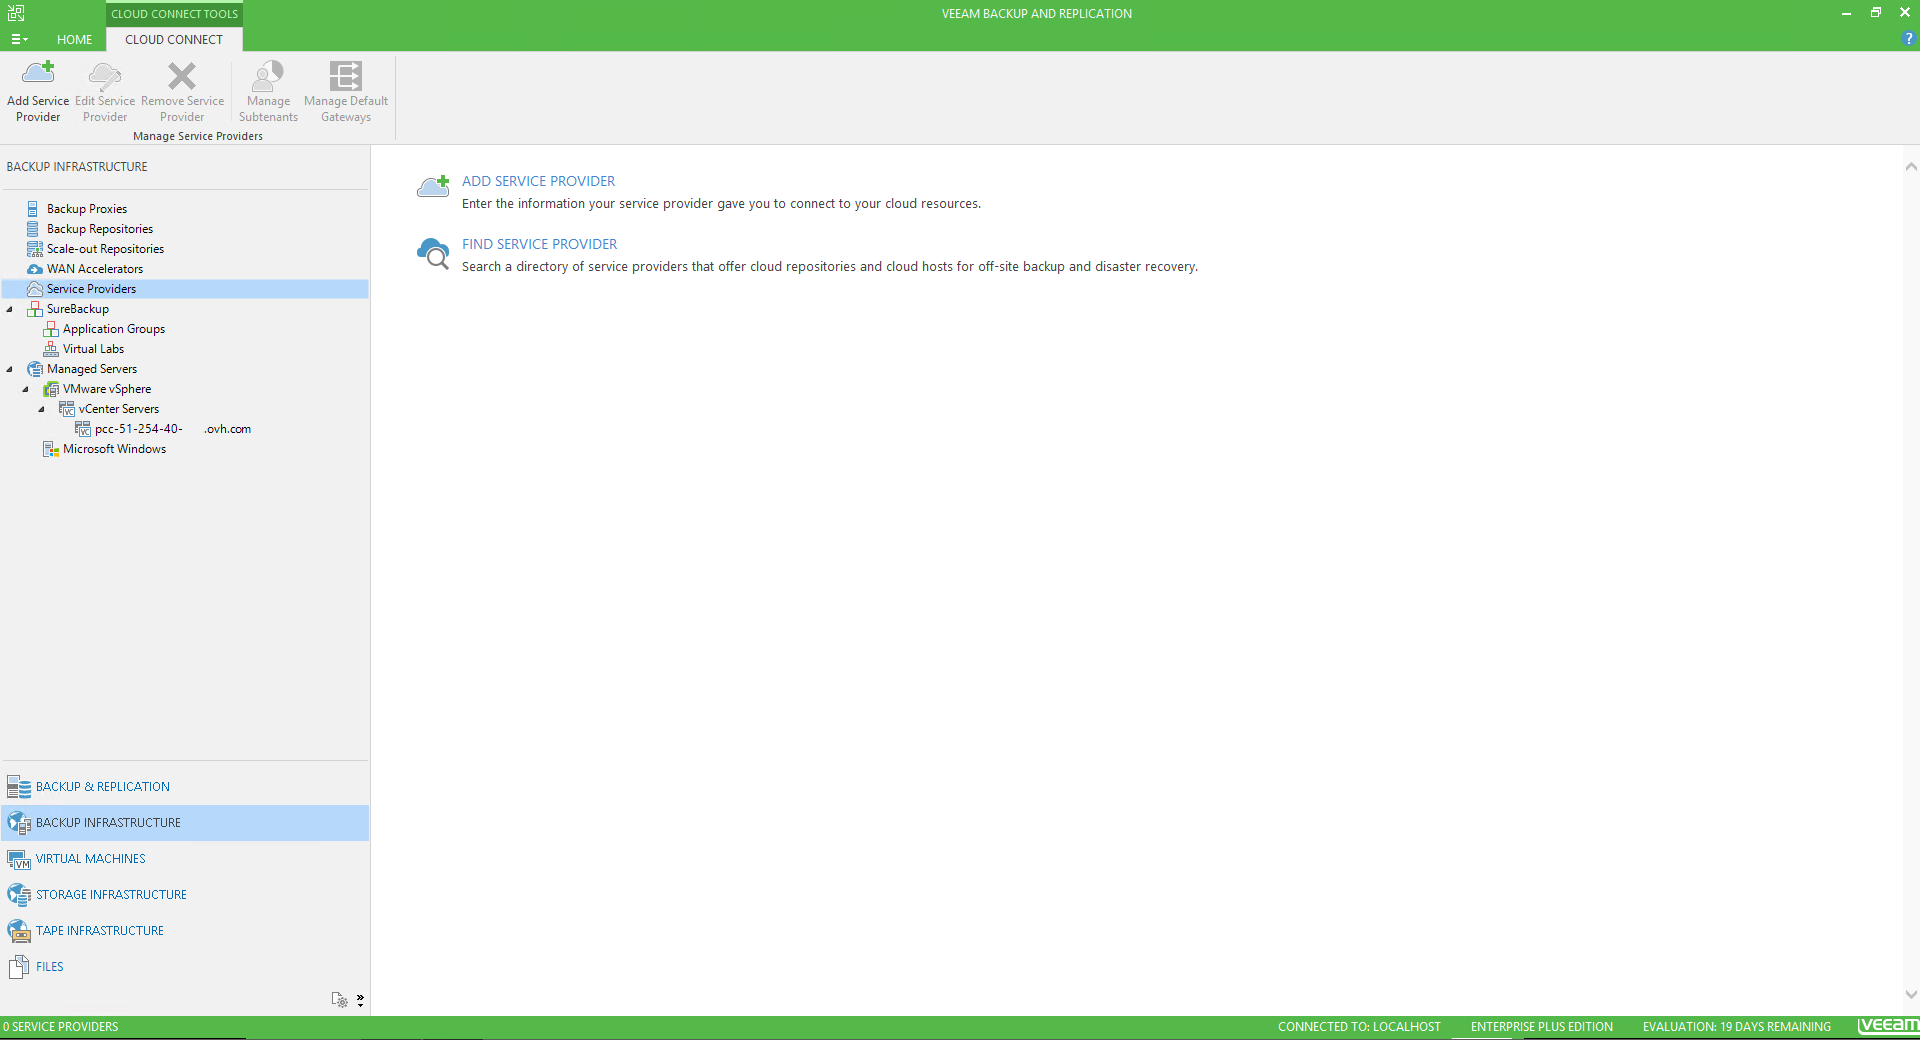 CLOUD CONNECT TOOLS
VEEAM BACKUP AND REPLICATION
HOME
CLOUD CONNECT
?
Add Service Provider
Edit Service Provider
Remove Service Provider
Manage Subtenants
Manage Default Gateways
Manage Service Providers
BACKUP INFRASTRUCTURE
Backup Proxies
Backup Repositories
Scale-out Repositories
WAN Accelerators
Service Providers
SureBackup
Application Groups
Virtual Labs
Managed Servers
VMware vSphere
vCenter Servers
pcc-51-254-40- .ovh.com
Microsoft Windows
ADD SERVICE PROVIDER
Enter the information your service provider gave you to connect to your cloud resources.
FIND SERVICE PROVIDER
Search a directory of service providers that offer cloud repositories and cloud hosts for off-site backup and disaster recovery.
BACKUP & REPLICATION
BACKUP INFRASTRUCTURE
VIRTUAL MACHINES
STORAGE INFRASTRUCTURE
TAPE INFRASTRUCTURE
FILES
0 SERVICE PROVIDERS
CONNECTED TO: LOCALHOST
ENTERPRISE PLUS EDITION
EVALUATION: 19 DAYS REMAINING
veeam